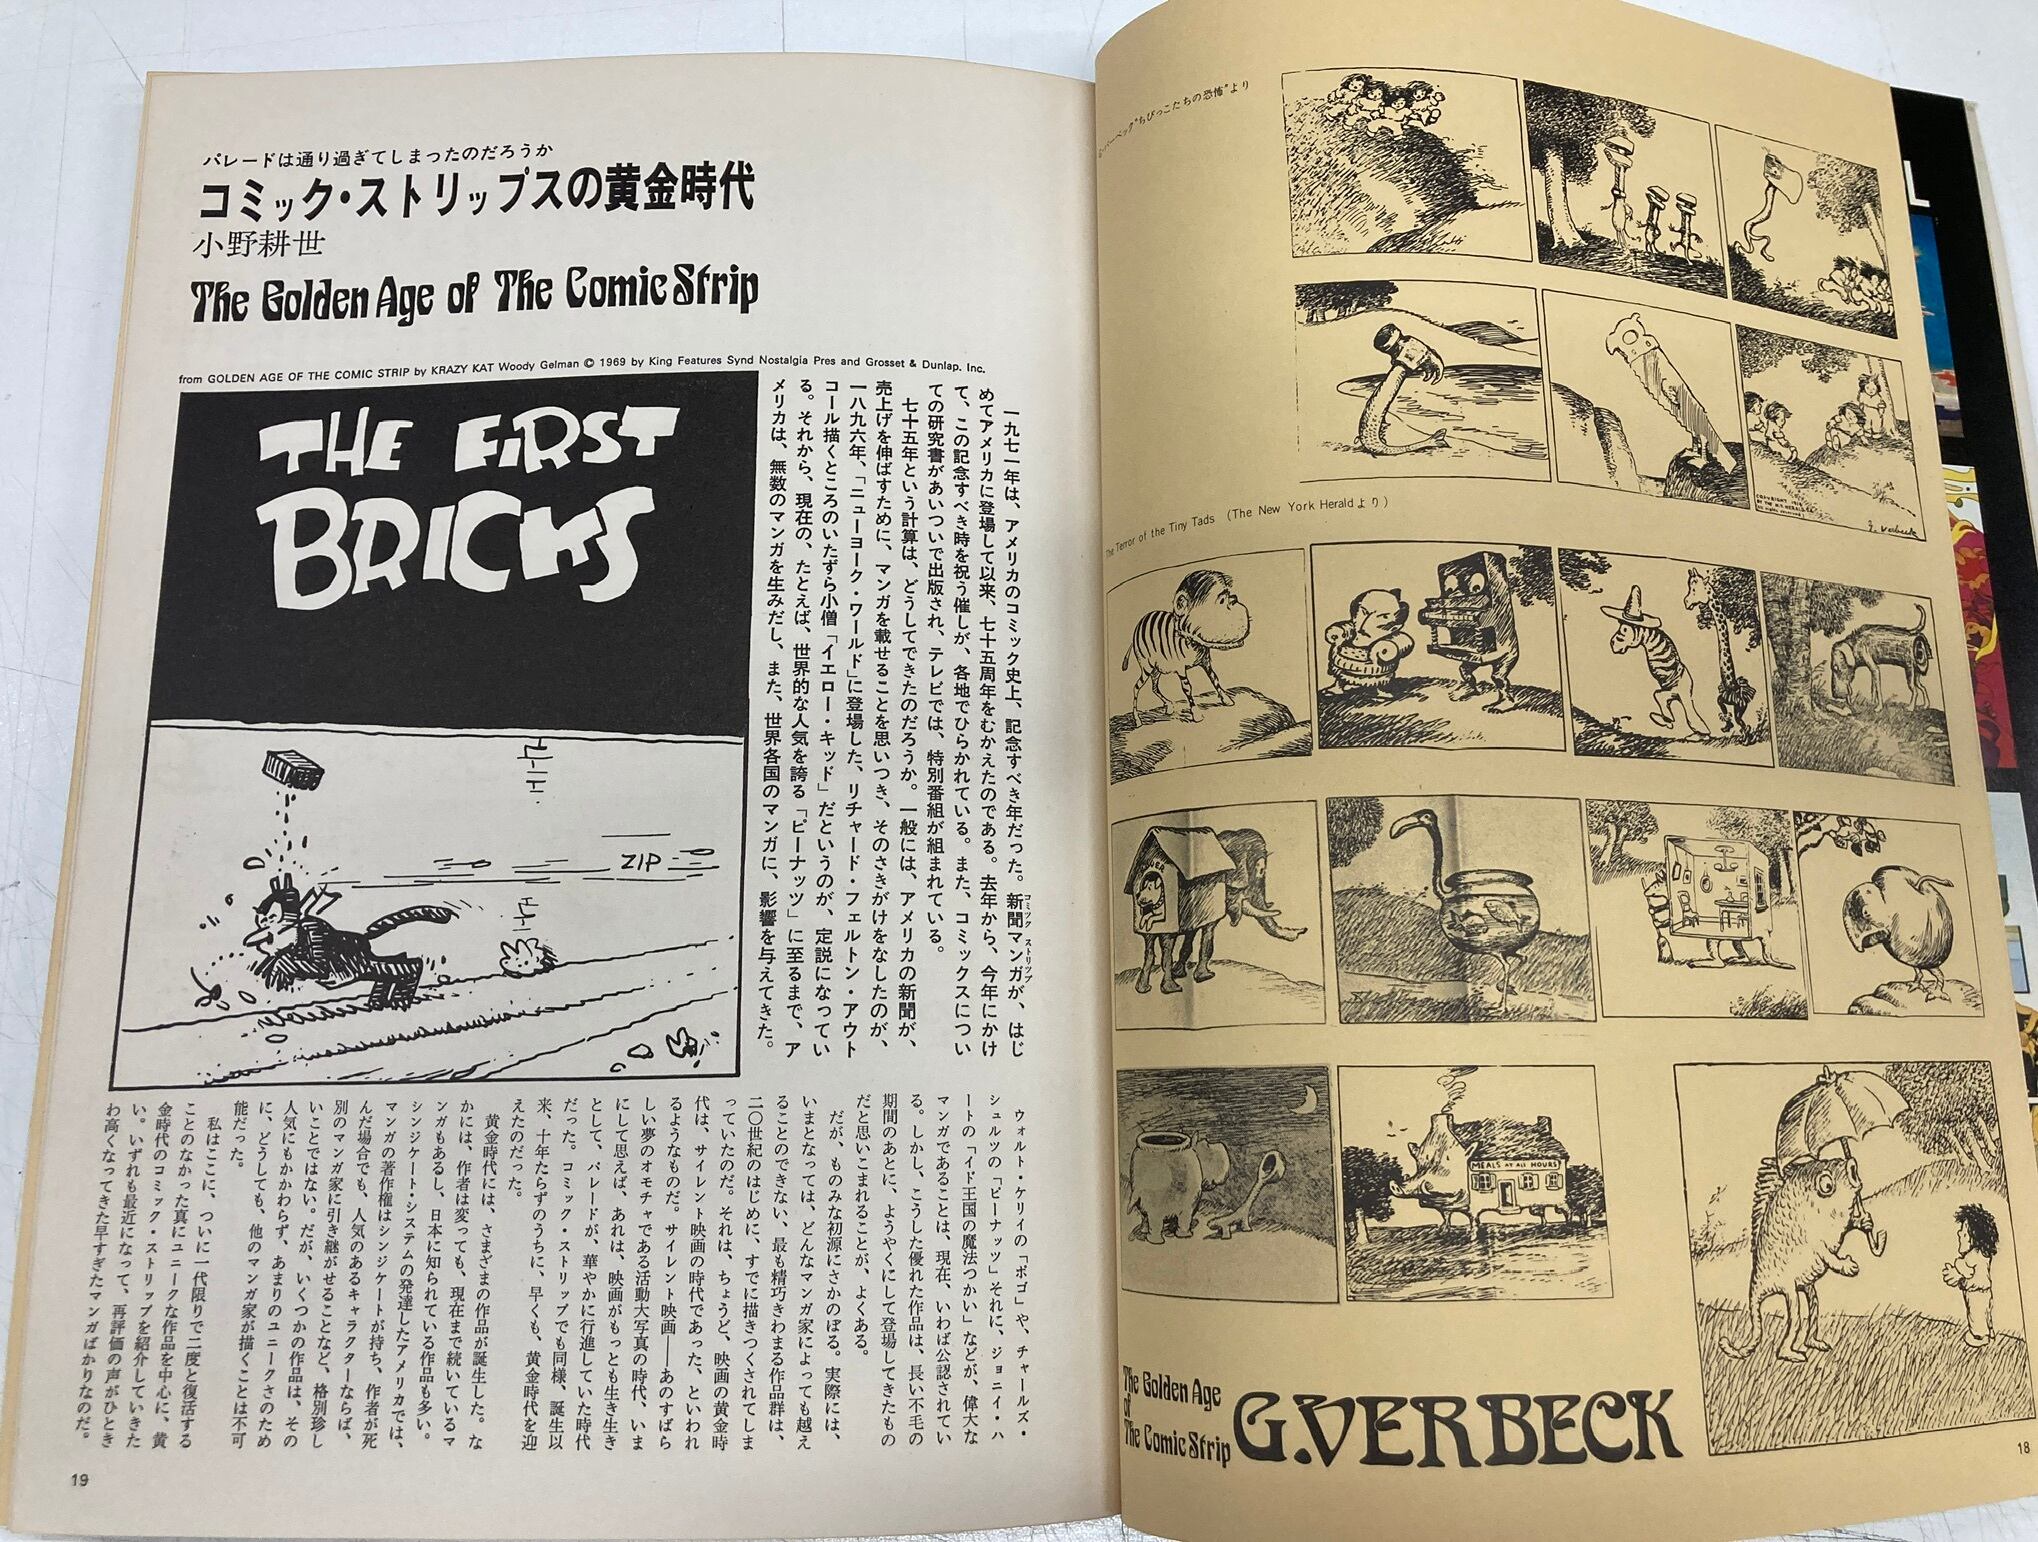 G・バーベック“ちびっこたちの恐怖”より
The Terror of the Tiny Tads (The New York Heraldより)
G. Verbeck
MEALS AT ALL HOURS
The Golden Age
of
The Comic Strip
G.VERBECK
18
パレードは通り過ぎてしまったのだろうか
コミック・ストリップスの黄金時代
小野耕世
The Golden Age of The Comic Strip
from GOLDEN AGE OF THE COMIC STRIP by KRAZY KAT Woody Gelman © 1969 by King Features Synd Nostalgia Pres and Grosset & Dunlap. Inc.
THE FiRST
BRICKS
ZIP
一九七一年は、アメリカのコミック史上、記念すべき年だった。新聞マンガが、はじ
コミック ストリップ
めてアメリカに登場して以来、七十五周年をむかえたのである。去年から、今年にかけ
て、この記念すべき時を祝う催しが、各地でひらかれている。また、コミックスについ
ての研究書があいついで出版され、テレビでは、特別番組が組まれている。
七十五年という計算は、どうしてできたのだろうか。一般には、アメリカの新聞が、
売上げを伸ばすために、マンガを載せることを思いつき、そのさきがけをなしたのが、
一八九六年、「ニューヨーク・ワールド」に登場した、リチャード・フェルトン・アウト
コール描くところのいたずら小僧「イエロー・キッド」だというのが、定説になってい
る。それから、現在の、たとえば、世界的な人気を誇る「ピーナッツ」に至るまで、ア
メリカは、無数のマンガを生みだし、また、世界各国のマンガに、影響を与えてきた。
ウォルト・ケリイの「ポゴ」や、チャールズ・
シュルツの「ピーナッツ」それに、ジョニイ・ハ
ートの「イド王国の魔法つかい」などが、偉大な
マンガであることは、現在、いわば公認されてい
る。しかし、こうした優れた作品は、長い不毛の
期間のあとに、ようやくにして登場してきたもの
だと思いこまれることが、よくある。
だが、ものみな初源にさかのぼる。実際には、
いまとなっては、どんなマンガ家によっても越え
ることのできない、最も精巧きわまる作品群は、
二〇世紀のはじめに、すでに描きつくされてしま
っていたのだ。それは、ちょうど、映画の黄金時
代は、サイレント映画の時代であった、といわれ
るようなものだ。サイレント映画――あのすばら
しい夢のオモチャである活動大写真の時代、いま
にして思えば、あれは、映画がもっとも生き生き
として、パレードが、華やかに行進していた時代
だった。コミック・ストリップでも同様、誕生以
来、十年たらずのうちに、早くも、黄金時代を迎
えたのだった。
黄金時代には、さまざまの作品が誕生した。な
かには、作者は変っても、現在まで続いているマ
ンガもあるし、日本に知られている作品も多い。
シンジケート・システムの発達したアメリカでは、
マンガの著作権はシンジケートが持ち、作者が死
んだ場合でも、人気のあるキャラクターならば、
別のマンガ家に引き継がせることなど、格別珍し
いことではない。だが、いくつかの作品は、その
人気にもかかわらず、あまりのユニークさのため
に、どうしても、他のマンガ家が描くことは不可
能だった。
私はここに、ついに一代限りで二度と復活する
ことのなかった真にユニークな作品を中心に、黄
金時代のコミック・ストリップを紹介していきた
い。いずれも最近になって、再評価の声がひとき
わ高くなってきた早すぎたマンガばかりなのだ。
19